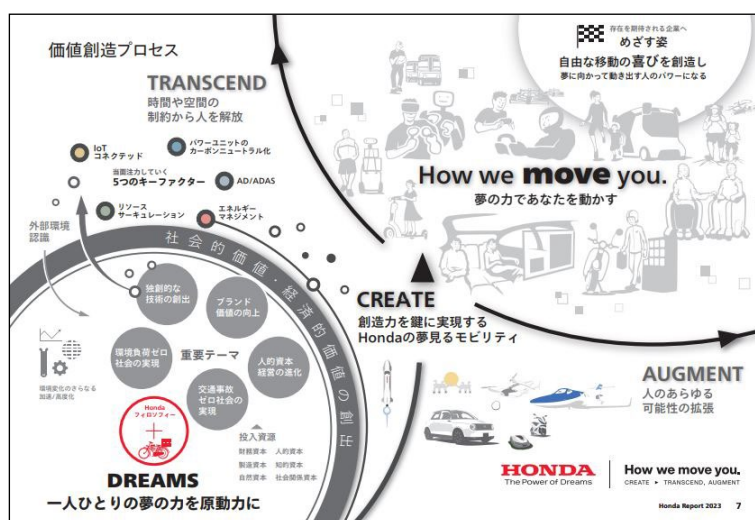 価値創造プロセス
TRANSCEND
時間や空間の
制約から人を解放
IoT
コネクテッド
パワーユニットの
カーボンニュートラル化
当面注力していく
5つのキーファクター
AD/ADAS
リソース
サーキュレーション
エネルギー
マネジメント
外部環境
認識
社会的価値・経済的価値の創出
独創的な
技術の創出
ブランド
価値の向上
環境負荷ゼロ
社会の実現
重要テーマ
人的資本
経営の進化
交通事故
ゼロ社会の
実現
環境変化のさらなる
加速/高度化
Honda
フィロソフィー
投入資源
財務資本 人的資本
製造資本 知的資本
自然資本 社会関係資本
DREAMS
一人ひとりの夢の力を原動力に
存在を期待される企業へ
めざす姿
自由な移動の喜びを創造し
夢に向かって動き出す人のパワーになる
How we move you.
夢の力であなたを動かす
CREATE
創造力を鍵に実現する
Hondaの夢見るモビリティ
AUGMENT
人のあらゆる
可能性の拡張
HONDA
The Power of Dreams
How we move you.
CREATE ▶ TRANSCEND, AUGMENT
Honda Report 2023 7